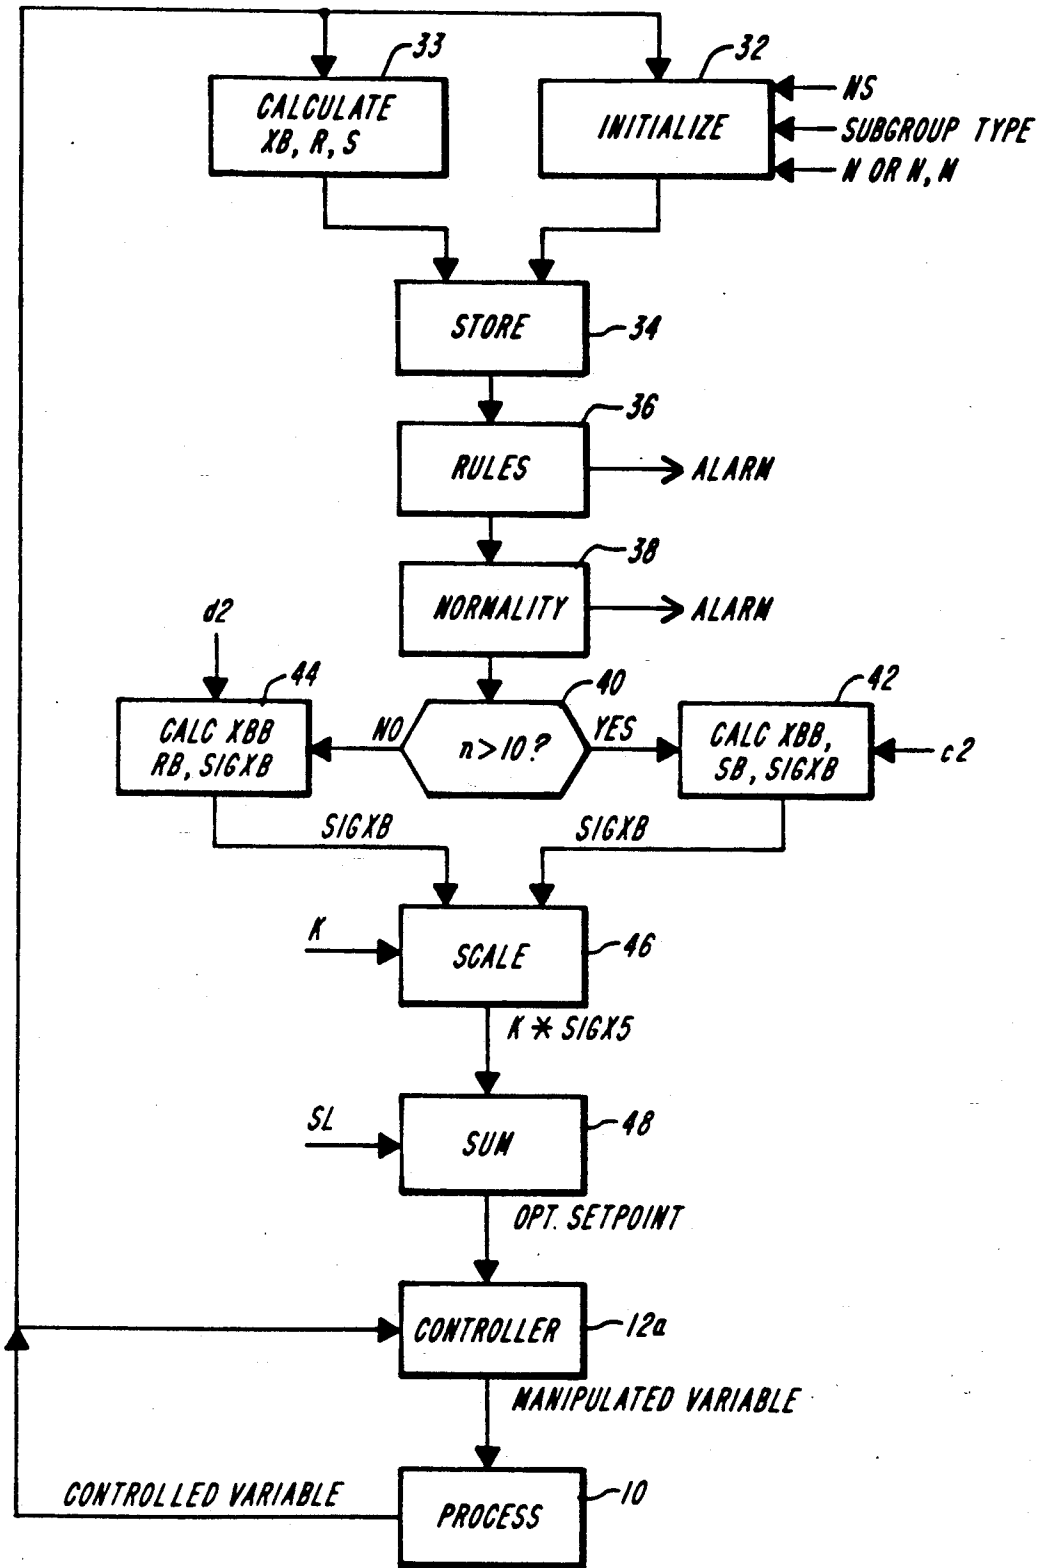 33
32
CALCULATE
XB, R, S
INITIALIZE
NS
SUBGROUP TYPE
N OR N, M
STORE
34
36
RULES
ALARM
38
NORMALITY
ALARM
d2
44
40
42
CALC XBB
RB, SIGXB
NO
n>10?
YES
CALC XBB,
SB, SIGXB
c2
SIGXB
SIGXB
K
SCALE
46
K * SIGX5
SL
SUM
48
OPT. SETPOINT
CONTROLLER
12a
MANIPULATED VARIABLE
CONTROLLED VARIABLE
PROCESS
10